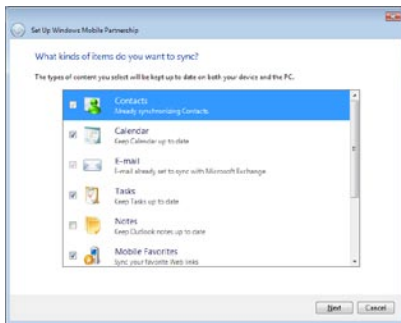 Set Up Windows Mobile Partnership
What kinds of items do you want to sync?
The types of content you select will be kept up to date on both your device and the PC.
Contacts
Already synchronizing Contacts
Calendar
Keep Calendar up to date
E-mail
E-mail already set to sync with Microsoft Exchange
Tasks
Keep Tasks up to date
Notes
Keep Outlook notes up to date
Mobile Favorites
Sync your favorite Web links
Next
Cancel